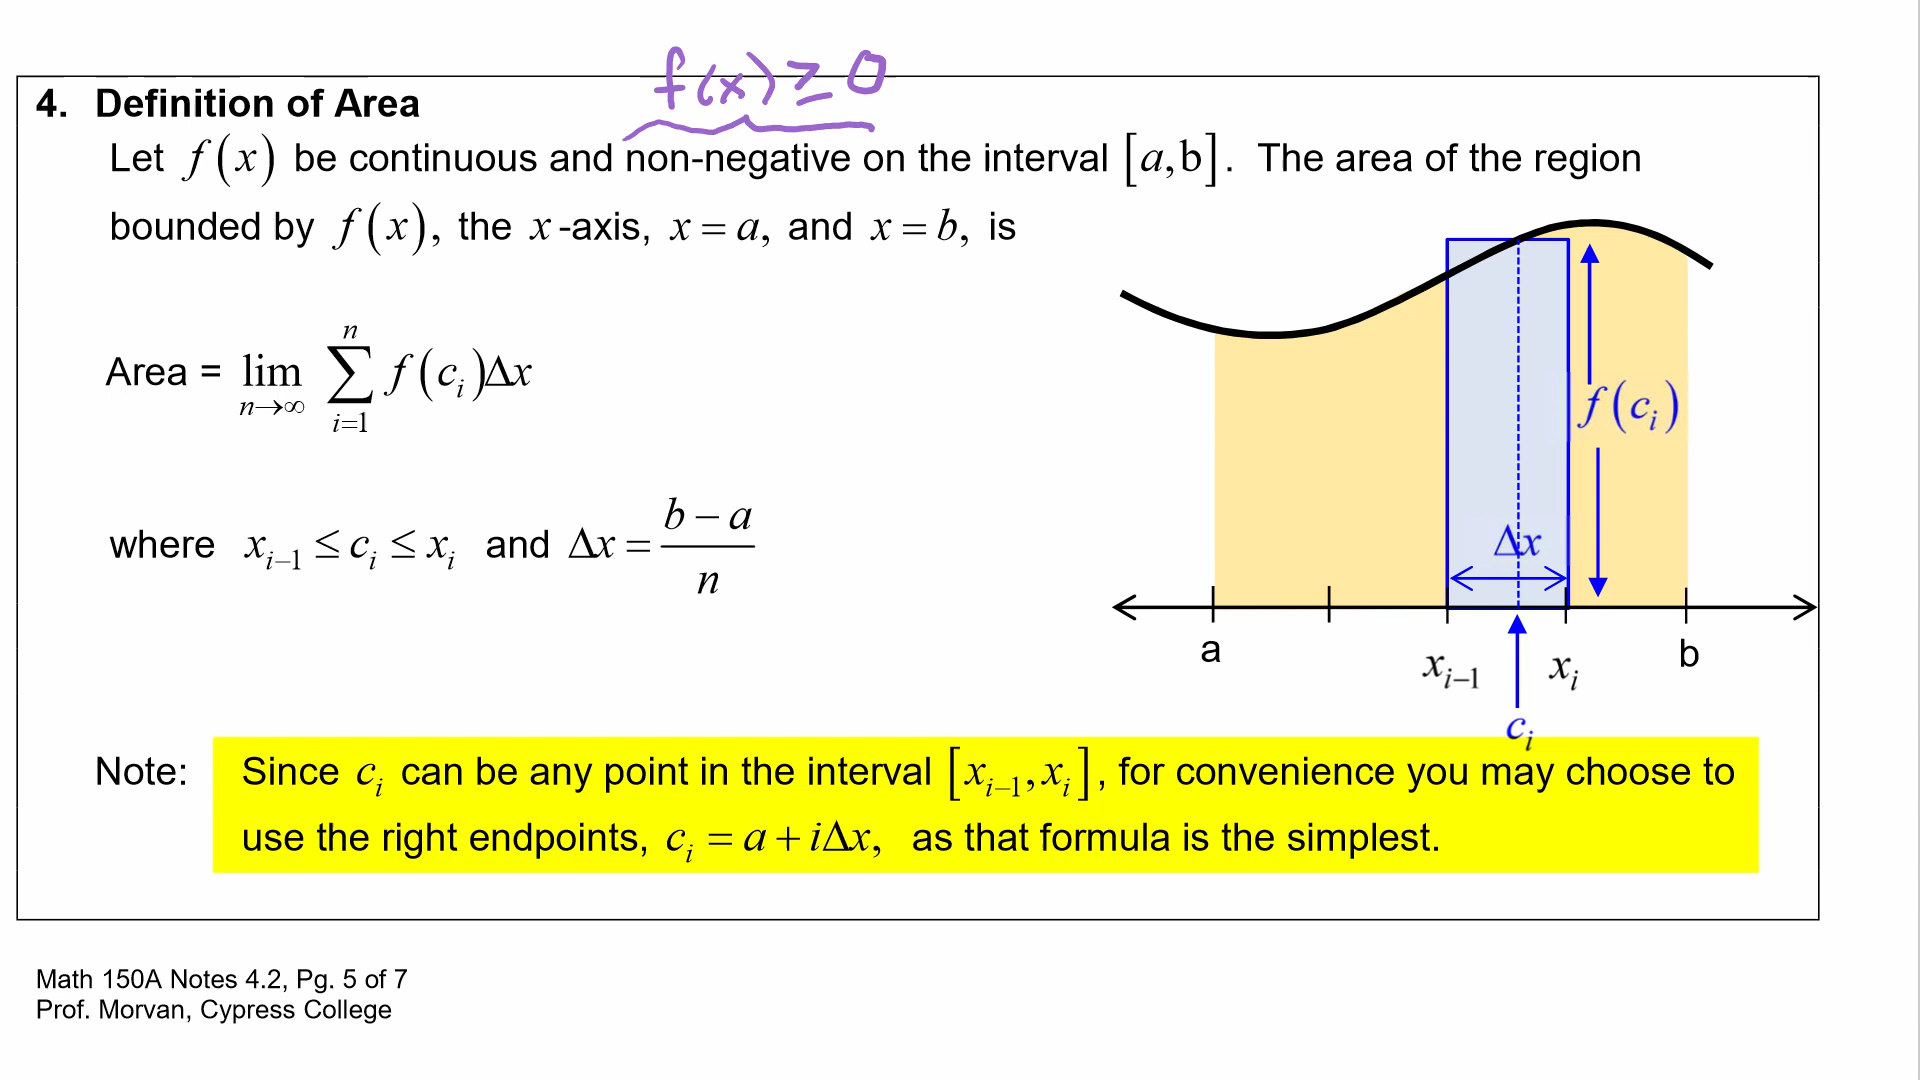 f(x) ≥ 0
4. Definition of Area
Let f(x) be continuous and non-negative on the interval [a,b]. The area of the region
bounded by f(x), the x-axis, x = a, and x = b, is
Area = lim_{n→∞} ∑_{i=1}^{n} f(c_i)Δx
where x_{i−1} ≤ c_i ≤ x_i and Δx = (b − a)/n
f(c_i)
Δx
a
x_{i−1}
x_i
b
c_i
Note: Since c_i can be any point in the interval [x_{i−1}, x_i], for convenience you may choose to
use the right endpoints, c_i = a + iΔx, as that formula is the simplest.
Math 150A Notes 4.2, Pg. 5 of 7
Prof. Morvan, Cypress College